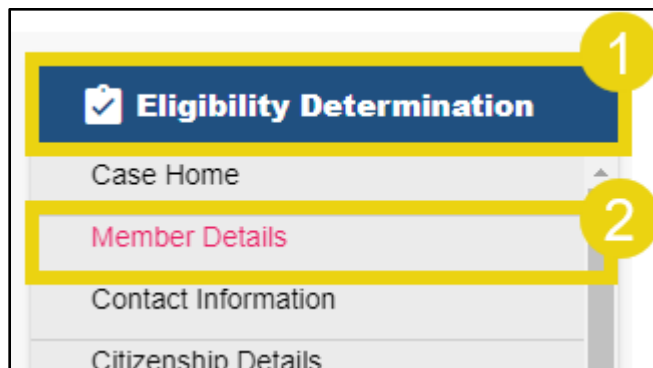 1
Eligibility Determination
Case Home
Member Details
2
Contact Information
Citizenship Details